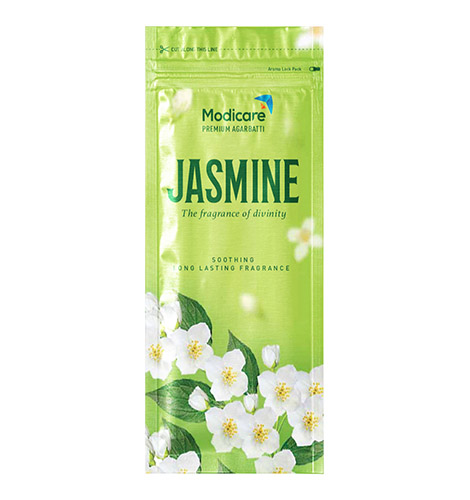 CUT ALONG THIS LINE
Aroma Lock Pack
Modicare
PREMIUM AGARBATTI
JASMINE
The fragrance of divinity
SOOTHING
LONG LASTING FRAGRANCE